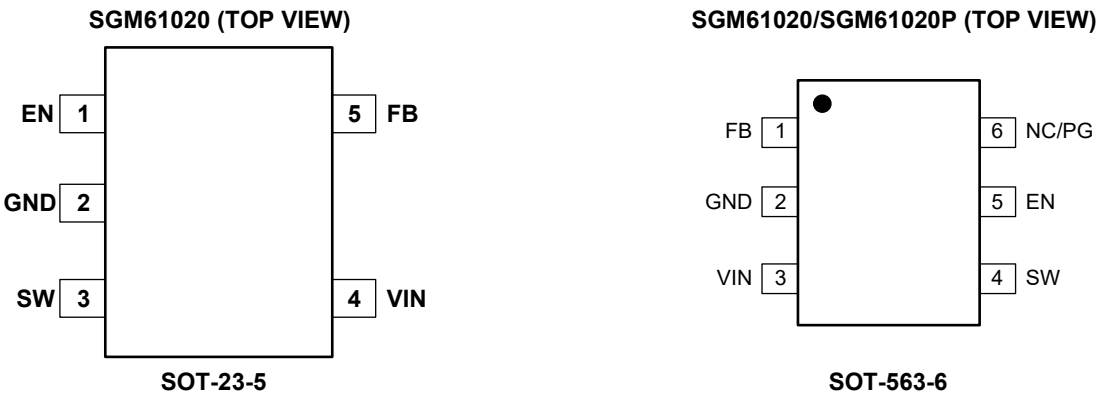 SGM61020 (TOP VIEW)
EN 1
5 FB
GND 2
SW 3
4 VIN
SOT-23-5
SGM61020/SGM61020P (TOP VIEW)
FB 1
6 NC/PG
GND 2
5 EN
VIN 3
4 SW
SOT-563-6